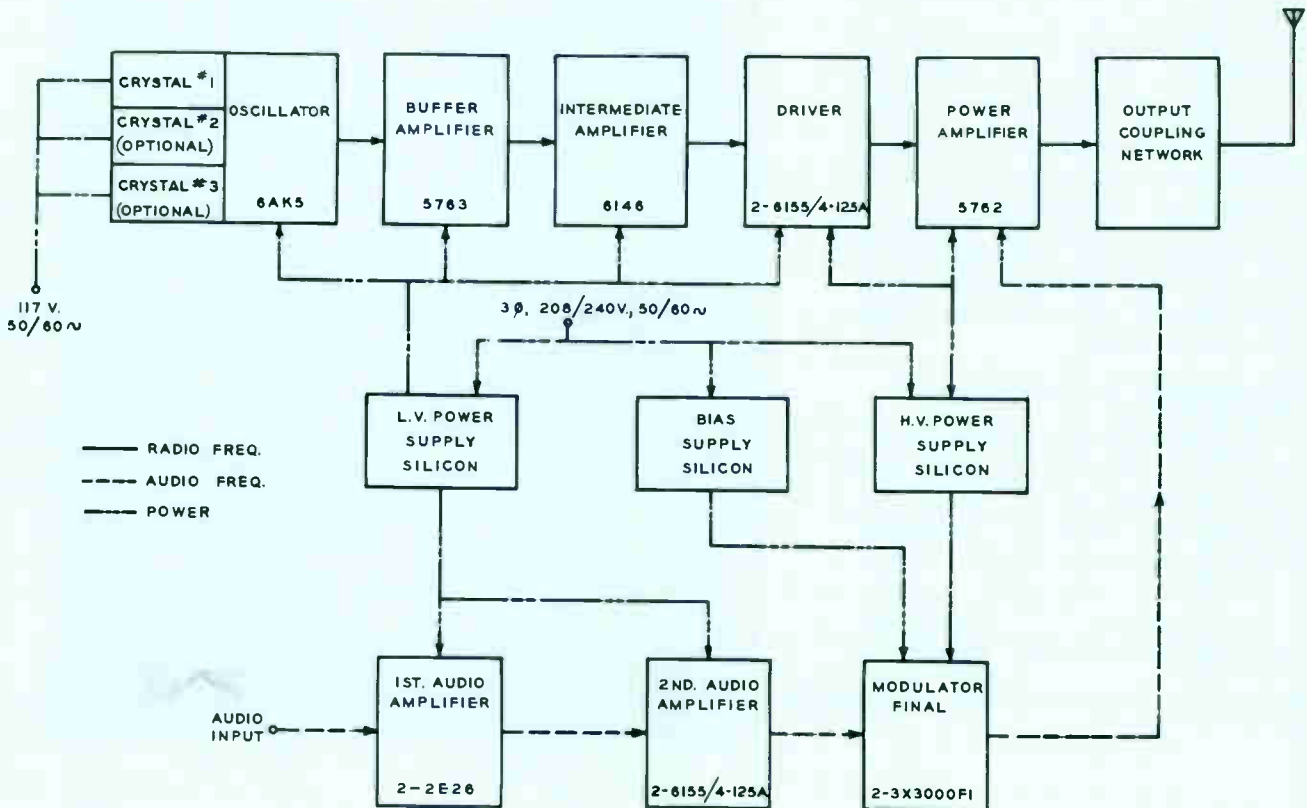 CRYSTAL #1
CRYSTAL #2
(OPTIONAL)
CRYSTAL #3
(OPTIONAL)
OSCILLATOR
6AK5
BUFFER
AMPLIFIER
5763
INTERMEDIATE
AMPLIFIER
6146
DRIVER
2-6155/4-125A
POWER
AMPLIFIER
5762
OUTPUT
COUPLING
NETWORK
117 V.
50/60~
3Ø, 208/240V., 50/60~
L.V. POWER
SUPPLY
SILICON
BIAS
SUPPLY
SILICON
H.V. POWER
SUPPLY
SILICON
RADIO FREQ.
AUDIO FREQ.
POWER
AUDIO
INPUT
1ST. AUDIO
AMPLIFIER
2-2E26
2ND. AUDIO
AMPLIFIER
2-6155/4-125A
MODULATOR
FINAL
2-3X3000F1